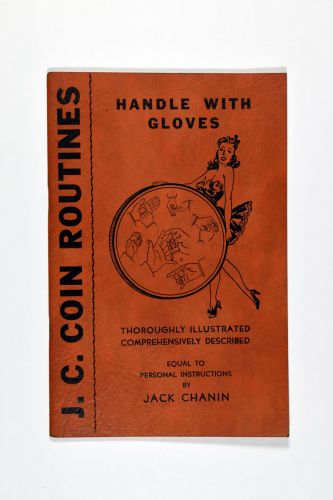 J. C. COIN ROUTINES
HANDLE WITH
GLOVES
THOROUGHLY ILLUSTRATED
COMPREHENSIVELY DESCRIBED
EQUAL TO
PERSONAL INSTRUCTIONS
BY
JACK CHANIN